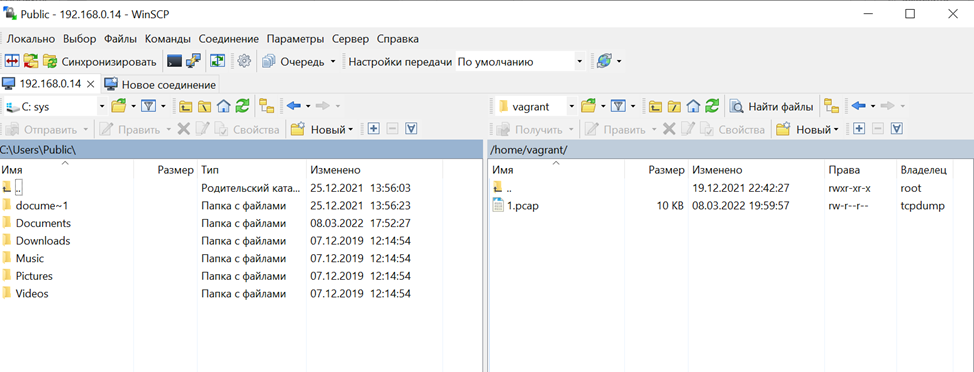 Public - 192.168.0.14 - WinSCP
Локально Выбор Файлы Команды Соединение Параметры Сервер Справка
Синхронизировать Очередь Настройки передачи По умолчанию
192.168.0.14 Новое соединение
C: sys vagrant Найти файлы
Отправить Править Свойства Новый Получить Править Свойства Новый
C:\Users\Public\ /home/vagrant/
Имя Размер Тип Изменено Имя Размер Изменено Права Владелец
.. Родительский ката... 25.12.2021 13:56:03 .. 19.12.2021 22:42:27 rwxr-xr-x root
docume~1 Папка с файлами 25.12.2021 13:56:23 1.pcap 10 KB 08.03.2022 19:59:57 rw-r--r-- tcpdump
Documents Папка с файлами 08.03.2022 17:52:27
Downloads Папка с файлами 07.12.2019 12:14:54
Music Папка с файлами 07.12.2019 12:14:54
Pictures Папка с файлами 07.12.2019 12:14:54
Videos Папка с файлами 07.12.2019 12:14:54